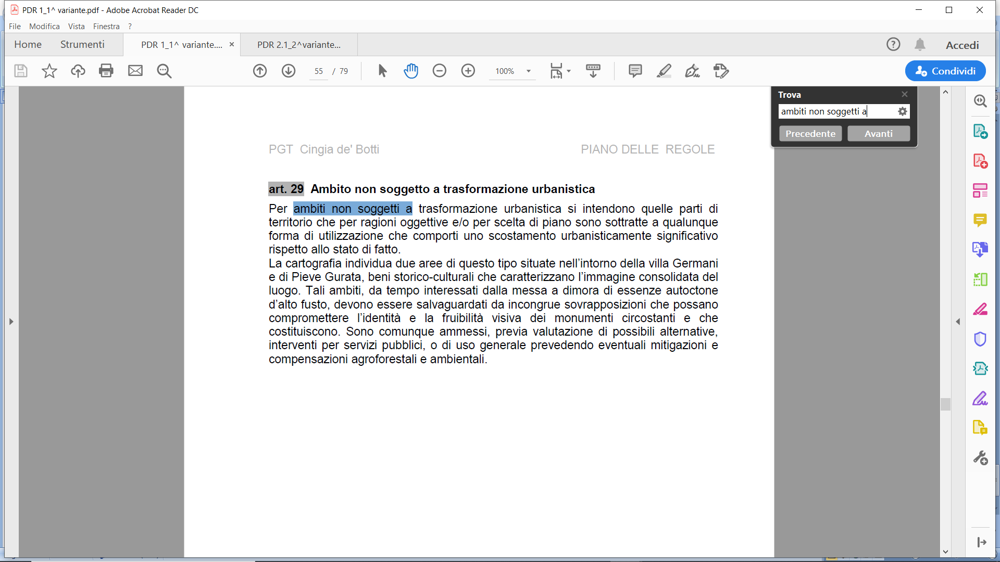 PDR 1_1^ variante.pdf - Adobe Acrobat Reader DC
File Modifica Vista Finestra ?
Home Strumenti PDR 1_1^ variante.... × PDR 2.1_2^variante... Accedi
55 / 79 100% Condividi
Trova
ambiti non soggetti a
Precedente Avanti
PGT Cingia de' Botti PIANO DELLE REGOLE
art. 29 Ambito non soggetto a trasformazione urbanistica
Per ambiti non soggetti a trasformazione urbanistica si intendono quelle parti di
territorio che per ragioni oggettive e/o per scelta di piano sono sottratte a qualunque
forma di utilizzazione che comporti uno scostamento urbanisticamente significativo
rispetto allo stato di fatto.
La cartografia individua due aree di questo tipo situate nell’intorno della villa Germani
e di Pieve Gurata, beni storico-culturali che caratterizzano l’immagine consolidata del
luogo. Tali ambiti, da tempo interessati dalla messa a dimora di essenze autoctone
d’alto fusto, devono essere salvaguardati da incongrue sovrapposizioni che possano
compromettere l’identità e la fruibilità visiva dei monumenti circostanti e che
costituiscono. Sono comunque ammessi, previa valutazione di possibili alternative,
interventi per servizi pubblici, o di uso generale prevedendo eventuali mitigazioni e
compensazioni agroforestali e ambientali.